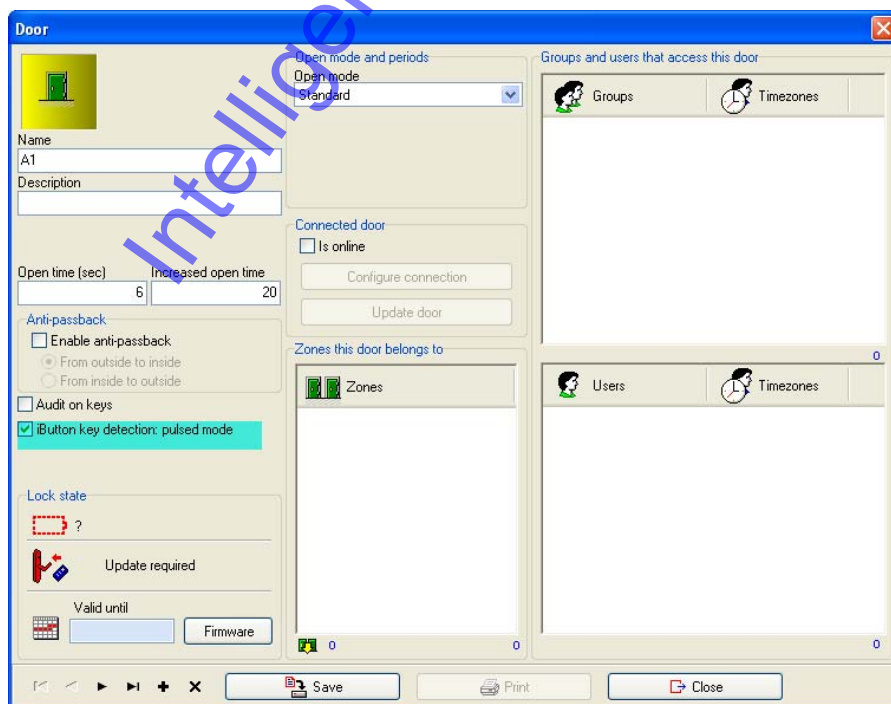 Door
Intellige
Name
A1
Description
Open time (sec)
Increased open time
6
20
Anti-passback
Enable anti-passback
From outside to inside
From inside to outside
Audit on keys
iButton key detection: pulsed mode
Lock state
?
Update required
Valid until
Firmware
Open mode and periods
Open mode
Standard
Connected door
Is online
Configure connection
Update door
Zones this door belongs to
Zones
0
0
Groups and users that access this door
Groups
Timezones
0
Users
Timezones
0
Save
Print
Close